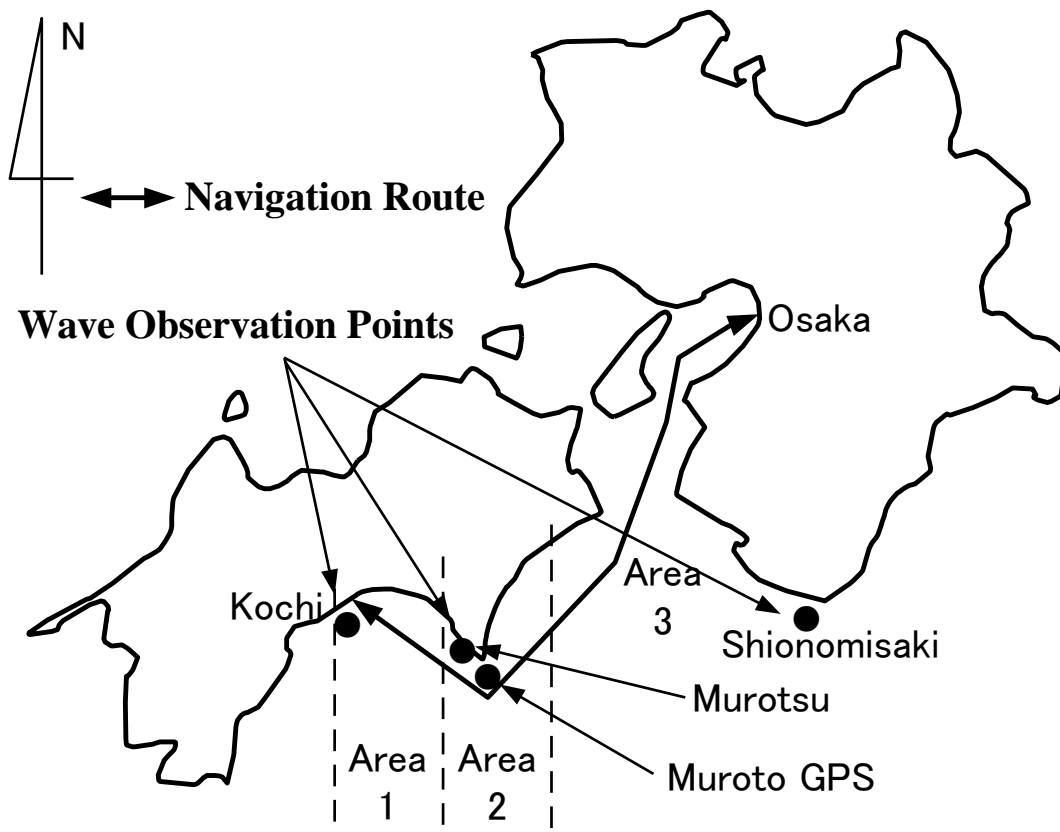 N
Navigation Route
Wave Observation Points
Osaka
Kochi
Area
3
Shionomisaki
Murotsu
Area
1
Area
2
Muroto GPS